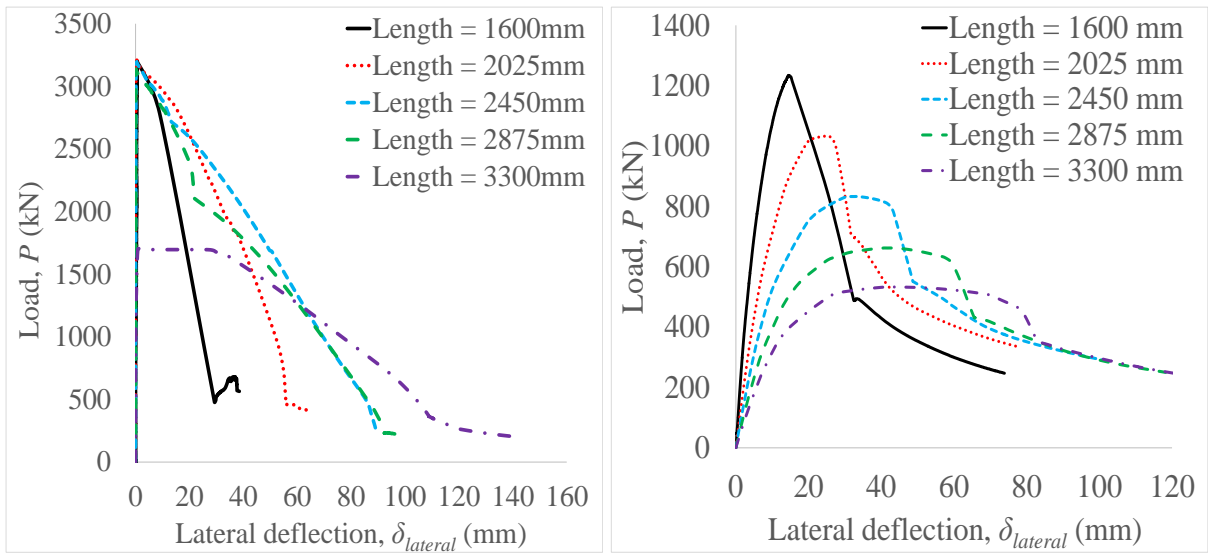 3500
3000
2500
2000
1500
1000
500
0
Load, P (kN)
0 20 40 60 80 100 120 140 160
Lateral deflection, δlateral (mm)
Length = 1600mm
Length = 2025mm
Length = 2450mm
Length = 2875mm
Length = 3300mm
1400
1200
1000
800
600
400
200
0
Load, P (kN)
0 20 40 60 80 100 120
Lateral deflection, δlateral (mm)
Length = 1600 mm
Length = 2025 mm
Length = 2450 mm
Length = 2875 mm
Length = 3300 mm